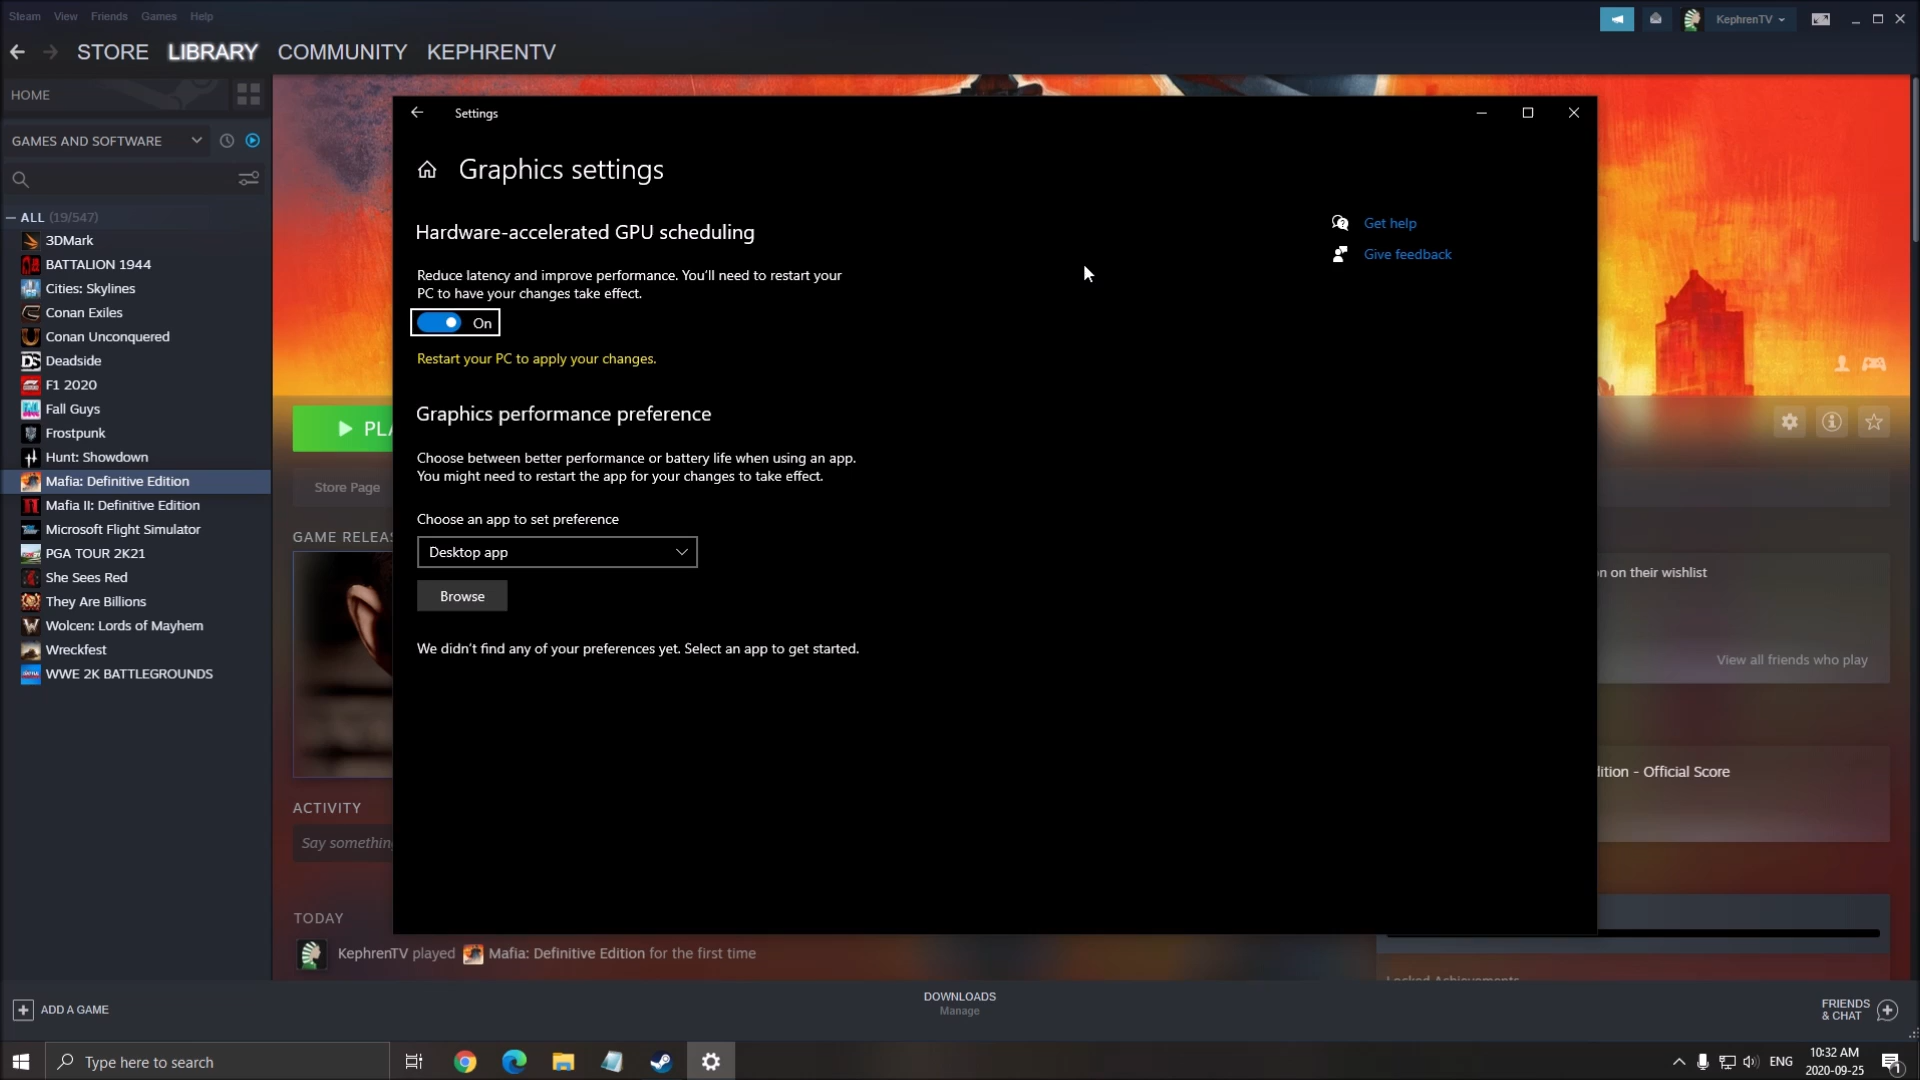 Steam View Friends Games Help
KephrenTV
STORE LIBRARY COMMUNITY KEPHRENTV
HOME
GAMES AND SOFTWARE
ALL (19/547)
3DMark
BATTALION 1944
Cities: Skylines
Conan Exiles
Conan Unconquered
Deadside
F1 2020
Fall Guys
Frostpunk
Hunt: Showdown
Mafia: Definitive Edition
Mafia II: Definitive Edition
Microsoft Flight Simulator
PGA TOUR 2K21
She Sees Red
They Are Billions
Wolcen: Lords of Mayhem
Wreckfest
WWE 2K BATTLEGROUNDS
Settings
Graphics settings
Hardware-accelerated GPU scheduling
Reduce latency and improve performance. You'll need to restart your
PC to have your changes take effect.
On
Restart your PC to apply your changes.
Graphics performance preference
Choose between better performance or battery life when using an app.
You might need to restart the app for your changes to take effect.
Choose an app to set preference
Desktop app
Browse
We didn't find any of your preferences yet. Select an app to get started.
Get help
Give feedback
PLA
Store Page
GAME RELEAS
ACTIVITY
Say something
TODAY
KephrenTV played Mafia: Definitive Edition for the first time
n on their wishlist
View all friends who play
ition - Official Score
ADD A GAME
DOWNLOADS
Manage
FRIENDS
& CHAT
Type here to search
ENG
10:32 AM
2020-09-25
1